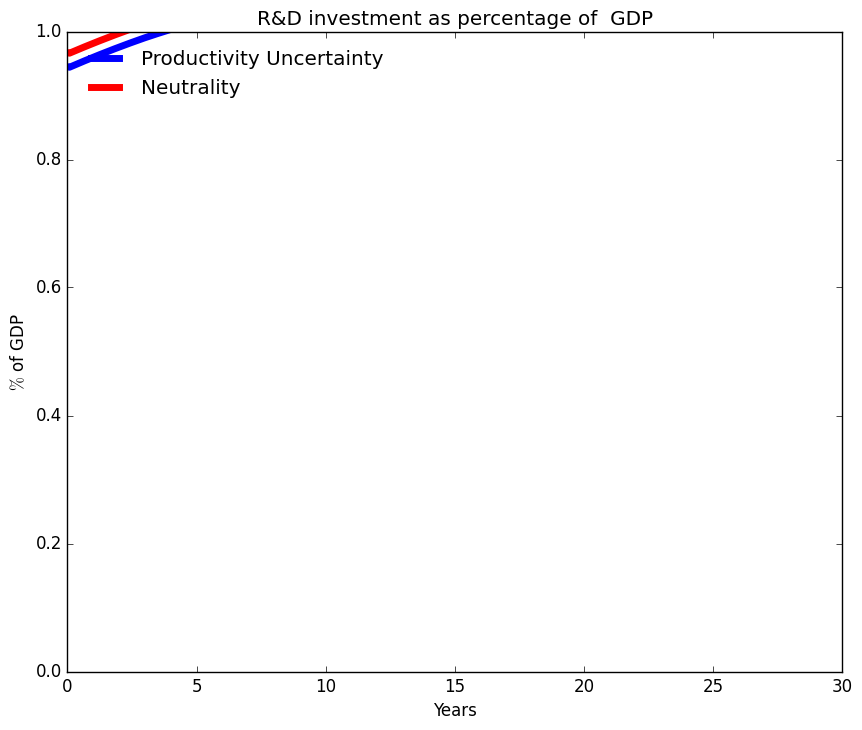 R&D investment as percentage of  GDP
Productivity Uncertainty
Neutrality
1.0
0.8
0.6
0.4
0.2
0.0
% of GDP
0 5 10 15 20 25 30
Years